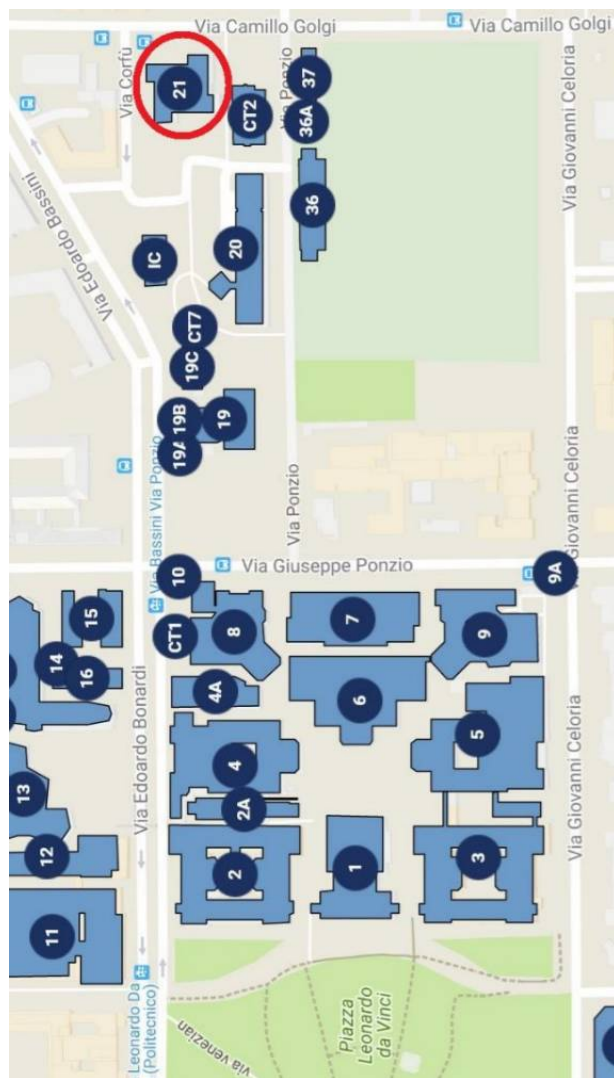 Via Camillo Golgi
Via Camillo Golgi
Via Corfù
21
CT2
Via Ponzio
37
36A
36
Via Giovanni Celoria
Via Edoardo Bassini
IC
20
CT7
19C
19B
19A
19
Via Bassini Via Ponzio
Via Ponzio
Via Giovanni Celoria
Via Giuseppe Ponzio
9A
10
CT1
8
7
9
15
14
16
4A
6
5
4
2A
13
12
Via Edoardo Bonardi
2
1
3
11
Via Giovanni Celoria
Leonardo Da
(Politecnico)
Via Venezian
Piazza
Leonardo
da Vinci